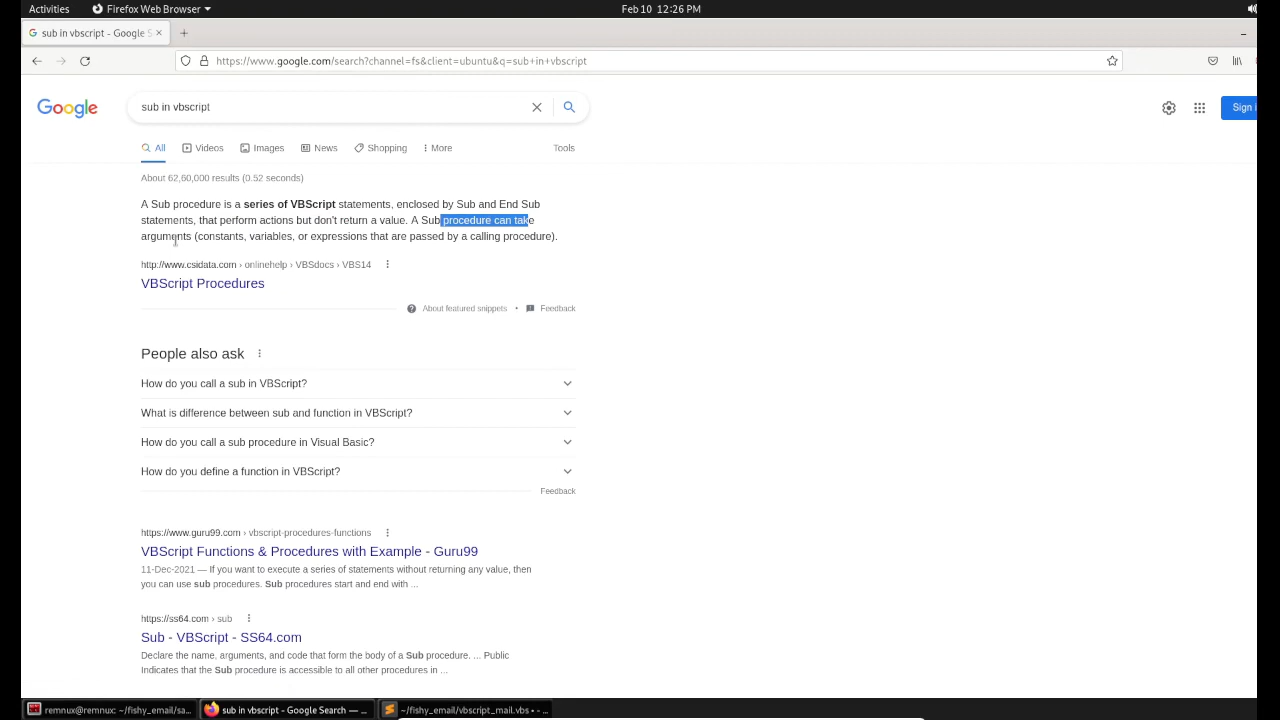 Activities Firefox Web Browser Feb 10 12:26 PM
sub in vbscript - Google S
https://www.google.com/search?channel=fs&client=ubuntu&q=sub+in+vbscript
Google sub in vbscript Sign i
All Videos Images News Shopping More Tools
About 62,60,000 results (0.52 seconds)
A Sub procedure is a series of VBScript statements, enclosed by Sub and End Sub
statements, that perform actions but don't return a value. A Sub procedure can take
arguments (constants, variables, or expressions that are passed by a calling procedure).
http://www.csidata.com › onlinehelp › VBSdocs › VBS14
VBScript Procedures
About featured snippets • Feedback
People also ask
How do you call a sub in VBScript?
What is difference between sub and function in VBScript?
How do you call a sub procedure in Visual Basic?
How do you define a function in VBScript?
Feedback
https://www.guru99.com › vbscript-procedures-functions
VBScript Functions & Procedures with Example - Guru99
11-Dec-2021 — If you want to execute a series of statements without returning any value, then
you can use sub procedures. Sub procedures start and end with ...
https://ss64.com › sub
Sub - VBScript - SS64.com
Declare the name, arguments, and code that form the body of a Sub procedure. ... Public
Indicates that the Sub procedure is accessible to all other procedures in ...
remnux@remnux: ~/fishy_email/sa... sub in vbscript - Google Search — ... ~/fishy_email/vbscript_mail.vbs • - ...